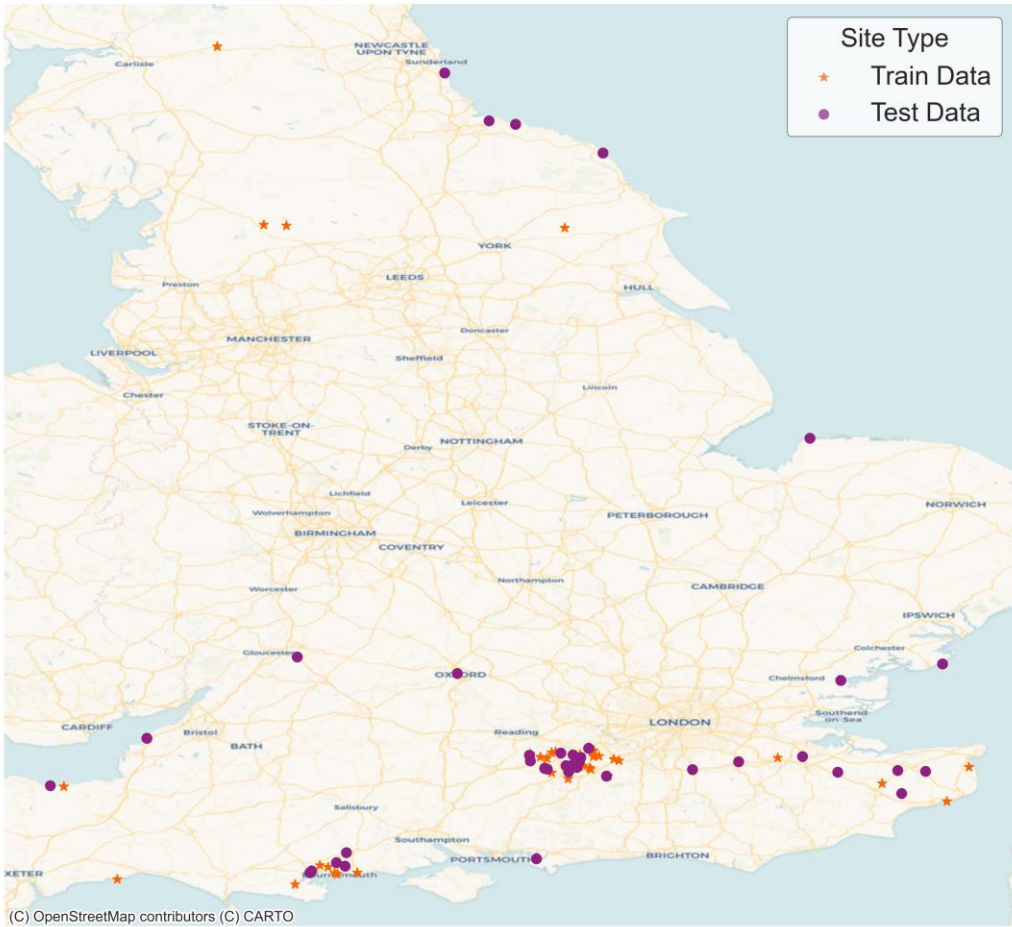 NEWCASTLE
UPON TYNE
Carlisle
Sunderland
Site Type
Train Data
Test Data
YORK
LEEDS
Preston
HULL
Doncaster
MANCHESTER
LIVERPOOL
Sheffield
Chester
Lincoln
STOKE-ON-
TRENT
NOTTINGHAM
Derby
Lichfield
Leicester
Wolverhampton
NORWICH
PETERBOROUGH
BIRMINGHAM
COVENTRY
Northampton
CAMBRIDGE
Worcester
IPSWICH
Gloucester
Colchester
OXFORD
Chelmsford
Southend-
on-Sea
CARDIFF
LONDON
Bristol
Reading
BATH
Salisbury
Southampton
PORTSMOUTH
BRIGHTON
EXETER
Bournemouth
(C) OpenStreetMap contributors (C) CARTO